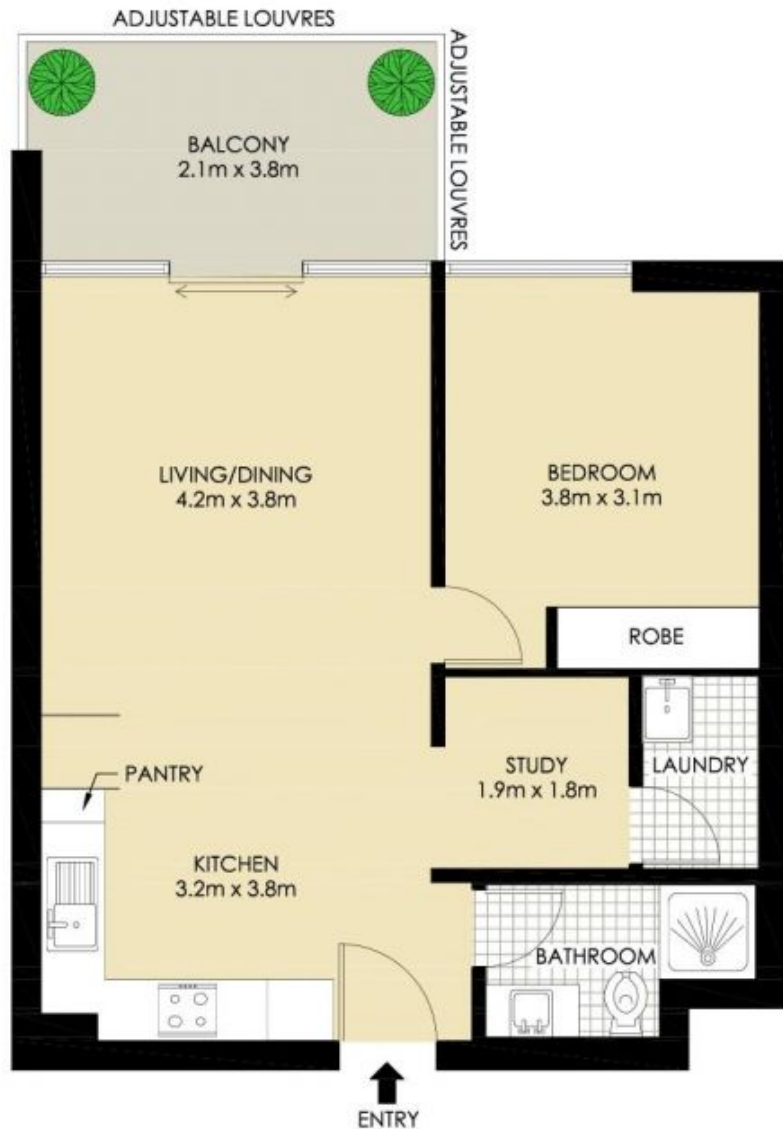 ADJUSTABLE LOUVRES
ADJUSTABLE LOUVRES
BALCONY
2.1m x 3.8m
LIVING/DINING
4.2m x 3.8m
BEDROOM
3.8m x 3.1m
ROBE
PANTRY
STUDY
1.9m x 1.8m
LAUNDRY
KITCHEN
3.2m x 3.8m
BATHROOM
ENTRY